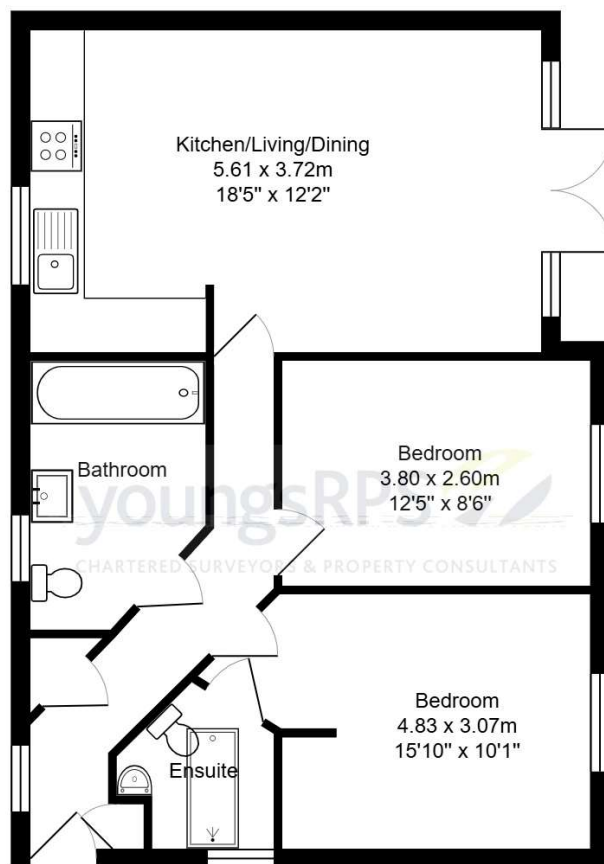 Kitchen/Living/Dining
5.61 x 3.72m
18'5" x 12'2"
Bathroom
Bedroom
3.80 x 2.60m
12'5" x 8'6"
youngsRPS
CHARTERED SURVEYORS & PROPERTY CONSULTANTS
Bedroom
4.83 x 3.07m
15'10" x 10'1"
Ensuite